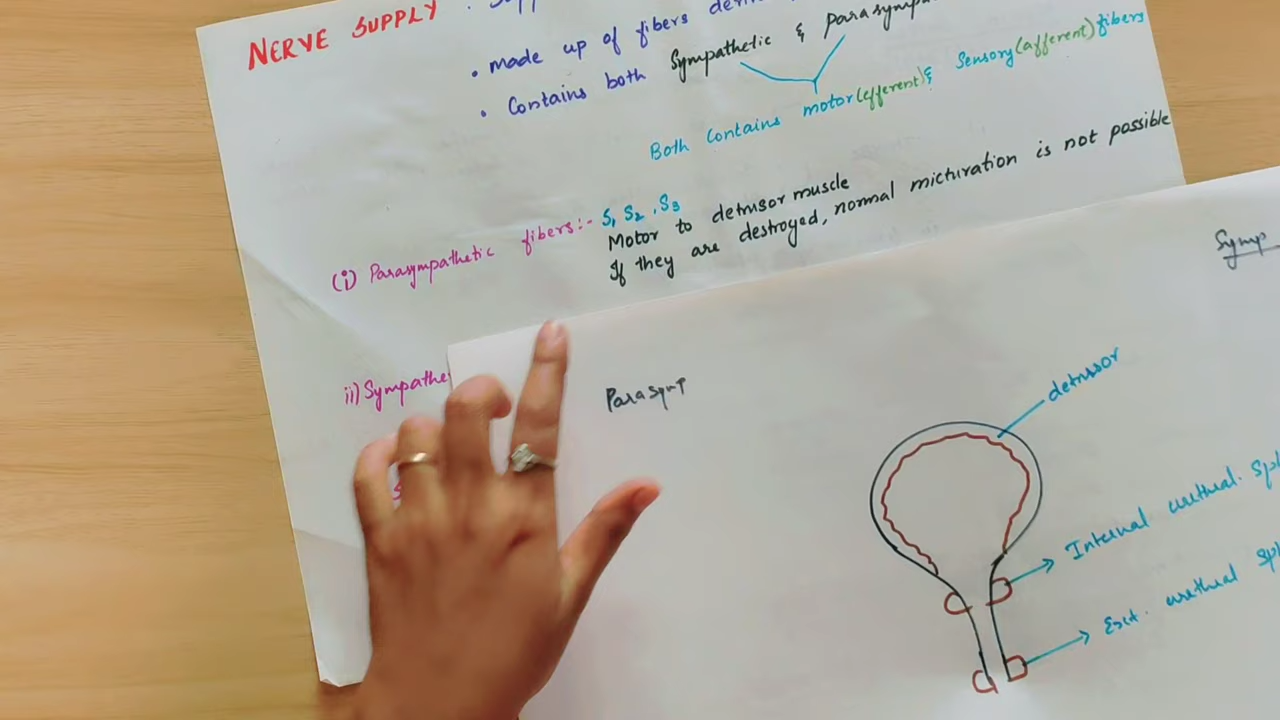 NERVE SUPPLY
• made up of fibers
• Contains both Sympathetic & parasymp
Both Contains motor (efferent) & Sensory (afferent) fibers
(i) Parasympathetic fibers:- S1 S2, S3
Motor to detrusor muscle
If they are destroyed, normal micturation is not possible
ii) Sympathe
Symp
Parasymp
detrusor
Internal urethral. Sp
Ext. urethral Sp